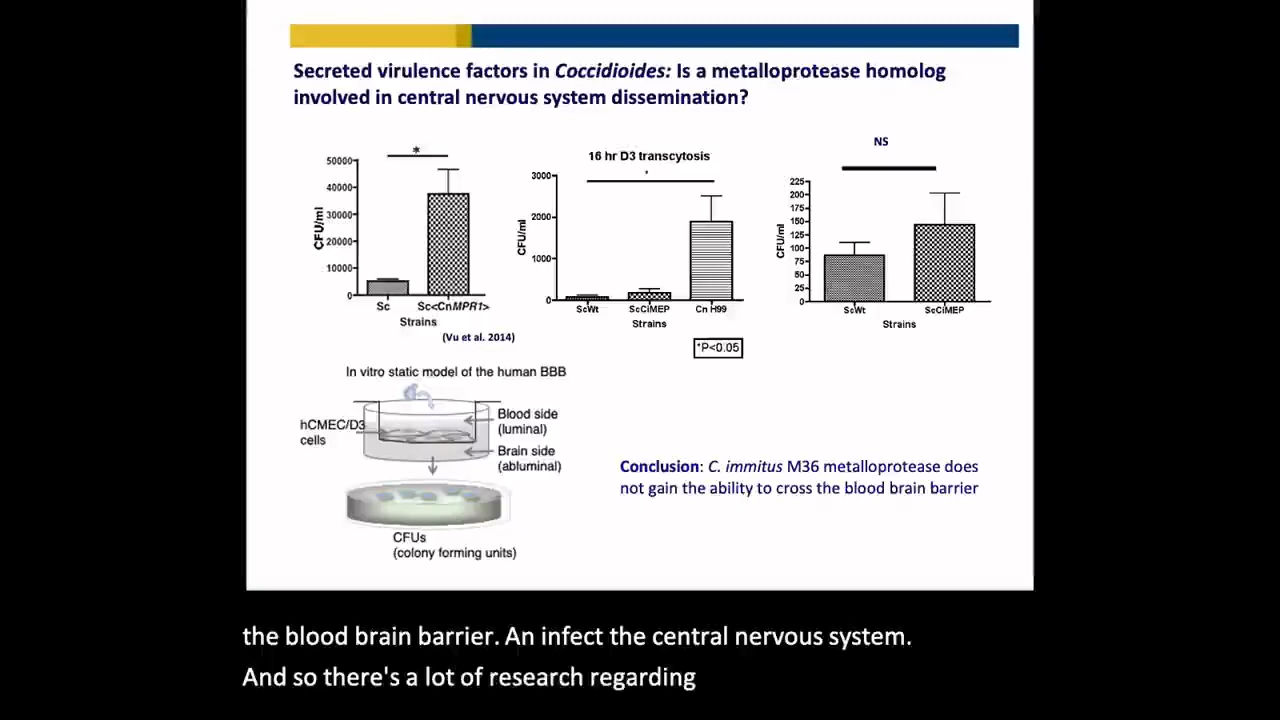 Secreted virulence factors in Coccidioides: Is a metalloprotease homolog
involved in central nervous system dissemination?
*
50000
40000
30000
20000
10000
0
CFU/ml
Sc
Sc<CnMPR1>
Strains
(Vu et al. 2014)
16 hr D3 transcytosis
*
3000
2000
1000
0
CFU/ml
ScWt
ScCiMEP
Cn H99
Strains
*P<0.05
NS
225
200
175
150
125
100
75
50
25
0
CFU/ml
ScWt
ScCiMEP
Strains
In vitro static model of the human BBB
hCMEC/D3
cells
Blood side
(luminal)
Brain side
(abluminal)
CFUs
(colony forming units)
Conclusion: C. immitus M36 metalloprotease does
not gain the ability to cross the blood brain barrier
the blood brain barrier. An infect the central nervous system.
And so there's a lot of research regarding